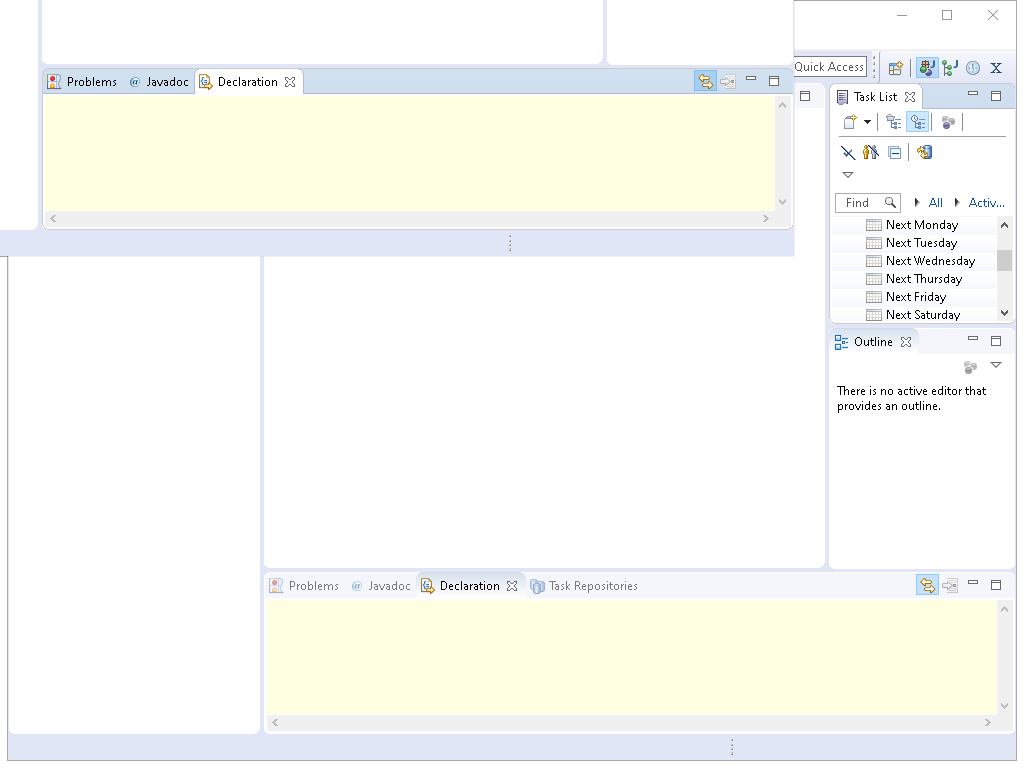 Problems @ Javadoc Declaration
Quick Access
Task List
Find All Activ...
Next Monday
Next Tuesday
Next Wednesday
Next Thursday
Next Friday
Next Saturday
Outline
There is no active editor that
provides an outline.
Problems @ Javadoc Declaration Task Repositories